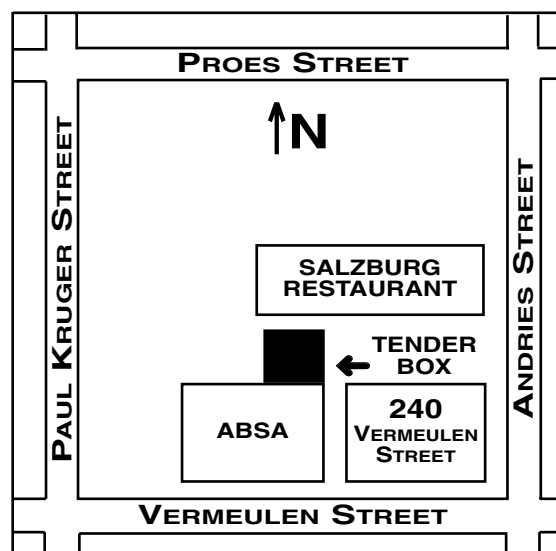 PROES STREET
N
PAUL KRUGER STREET
ANDRIES STREET
SALZBURG
RESTAURANT
TENDER
BOX
ABSA
240
VERMEULEN
STREET
VERMEULEN STREET